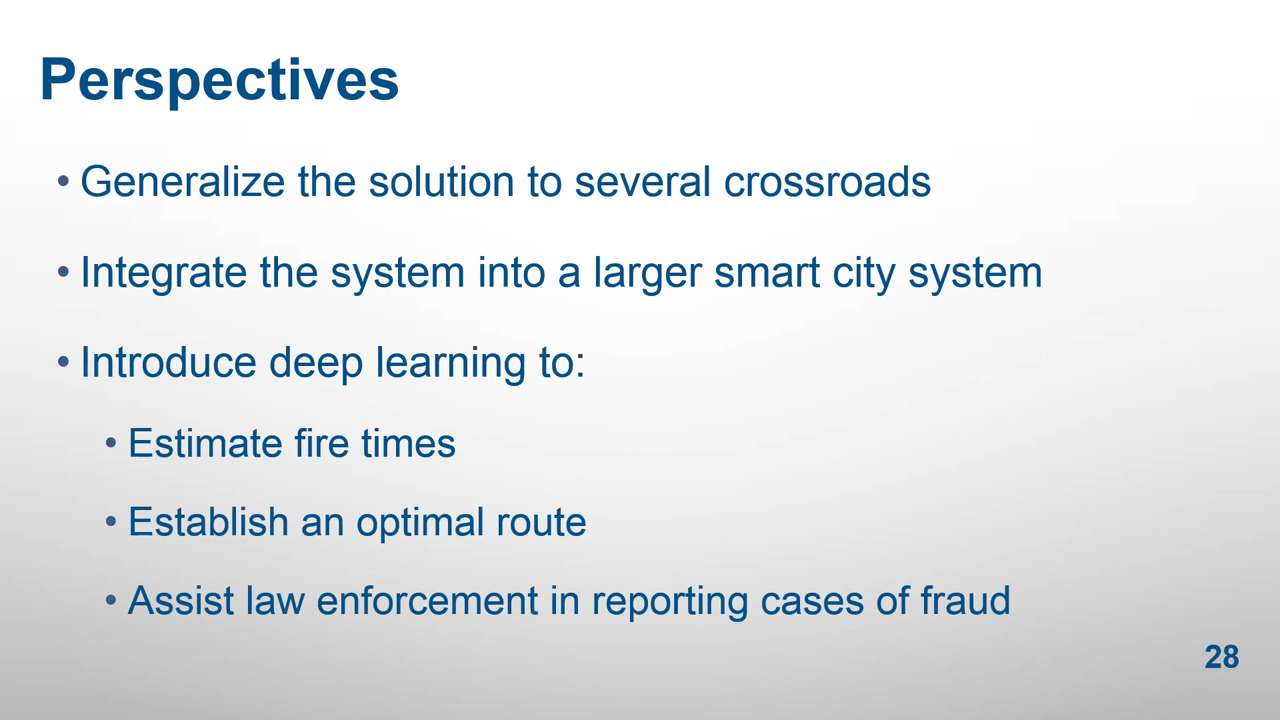 Perspectives
• Generalize the solution to several crossroads
• Integrate the system into a larger smart city system
• Introduce deep learning to:
• Estimate fire times
• Establish an optimal route
• Assist law enforcement in reporting cases of fraud
28